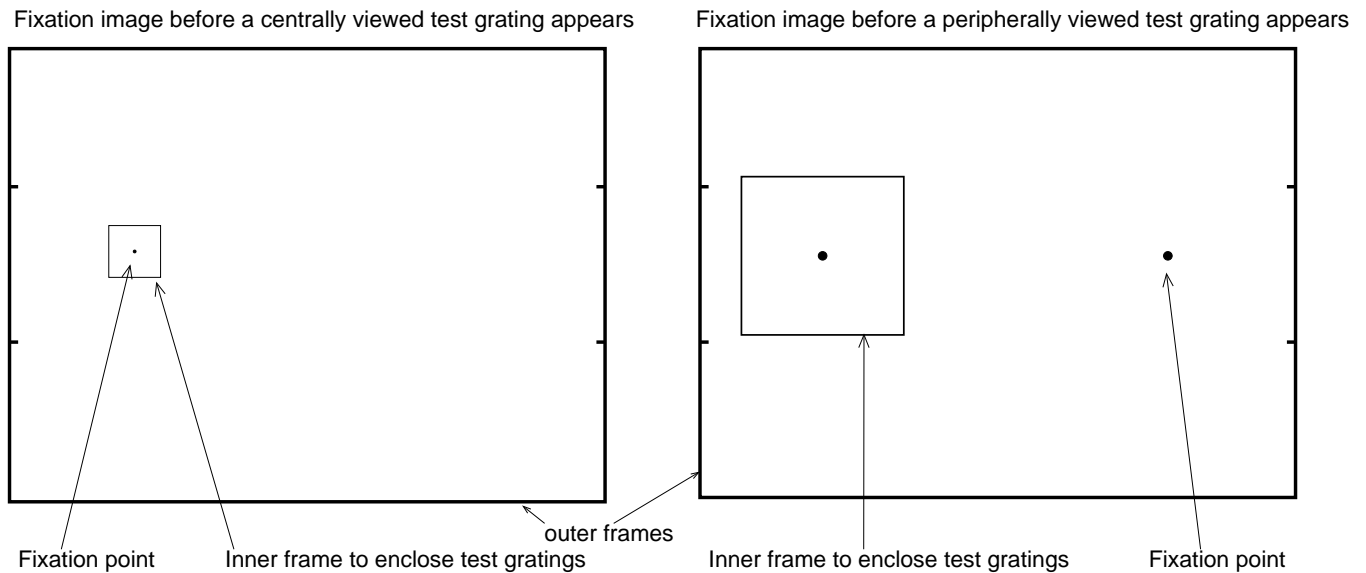 Fixation image before a centrally viewed test grating appears
Fixation image before a peripherally viewed test grating appears
outer frames
Fixation point
Inner frame to enclose test gratings
Inner frame to enclose test gratings
Fixation point